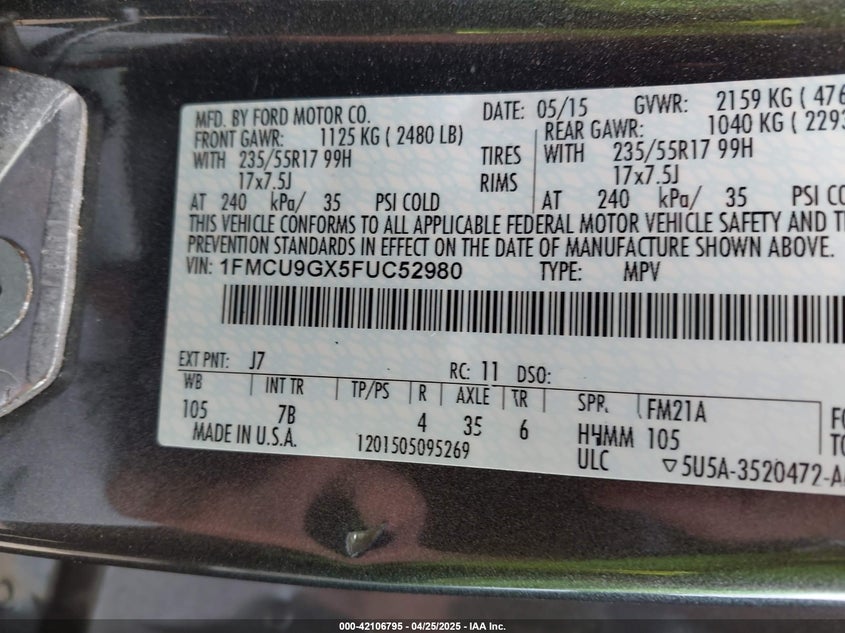 MFD. BY FORD MOTOR CO. DATE: 05/15 GVWR: 2159 KG ( 476
FRONT GAWR: 1125 KG ( 2480 LB) REAR GAWR: 1040 KG ( 2293
WITH 235/55R17 99H TIRES WITH 235/55R17 99H
17x7.5J RIMS 17x7.5J
AT 240 kPa/ 35 PSI COLD AT 240 kPa/ 35 PSI CO
THIS VEHICLE CONFORMS TO ALL APPLICABLE FEDERAL MOTOR VEHICLE SAFETY AND
PREVENTION STANDARDS IN EFFECT ON THE DATE OF MANUFACTURE SHOWN ABOVE.
VIN: 1FMCU9GX5FUC52980 TYPE: MPV
EXT PNT: J7 RC: 11 DSO:
WB INT TR TP/PS R AXLE TR SPR FM21A
105 7B 4 35 6 HHMM 105
MADE IN U.S.A. 1201505095269 ULC ▽5U5A-3520472-A
000-42106795 - 04/25/2025 - IAA Inc.